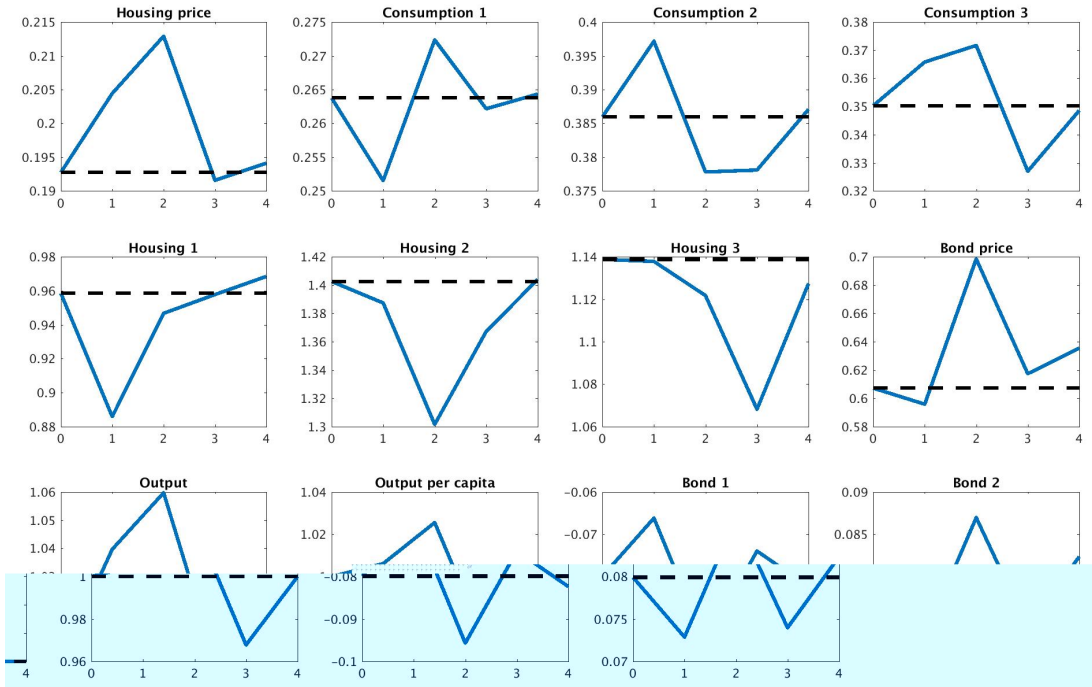 Housing price
0.215
0.21
0.205
0.2
0.195
0.19
0 1 2 3 4
Consumption 1
0.275
0.27
0.265
0.26
0.255
0.25
0 1 2 3 4
Consumption 2
0.4
0.395
0.39
0.385
0.38
0.375
0 1 2 3 4
Consumption 3
0.38
0.37
0.36
0.35
0.34
0.33
0.32
0 1 2 3 4
Housing 1
0.98
0.96
0.94
0.92
0.9
0.88
0 1 2 3 4
Housing 2
1.42
1.4
1.38
1.36
1.34
1.32
1.3
0 1 2 3 4
Housing 3
1.14
1.12
1.1
1.08
1.06
0 1 2 3 4
Bond price
0.7
0.68
0.66
0.64
0.62
0.6
0.58
0 1 2 3 4
Output
1.06
1.05
1.04
Output per capita
1.04
1.02
Bond 1
−0.06
−0.07
Bond 2
0.09
0.085
1
0.98
0.96
0 1 2 3 4
−0.08
−0.09
−0.1
0 1 2 3 4
0.08
0.075
0.07
0 1 2 3 4